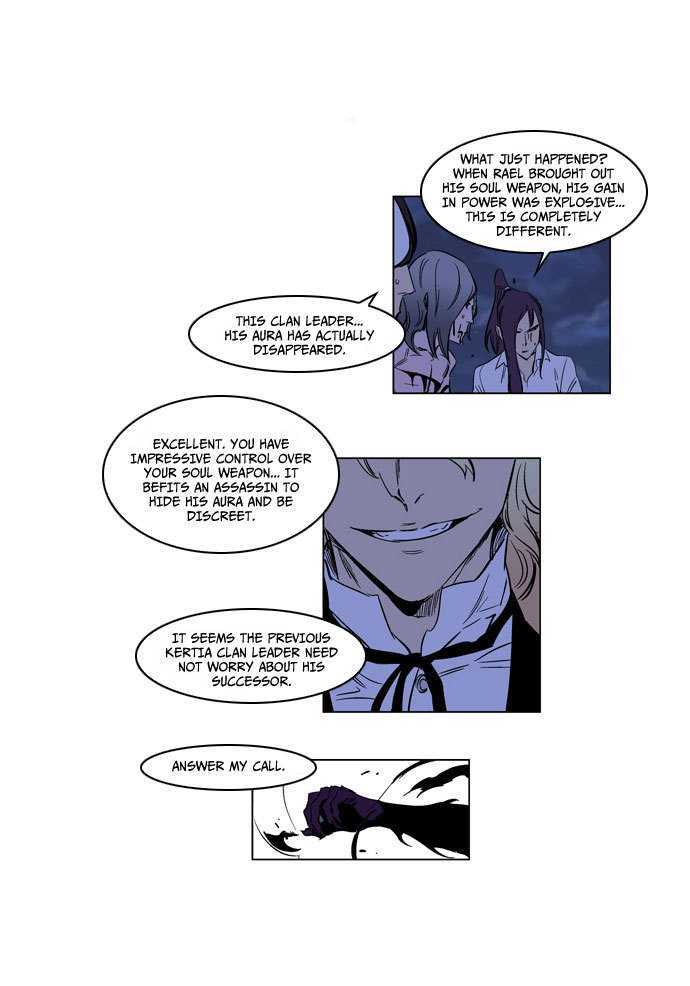 WHAT JUST HAPPENED?
WHEN RAEL BROUGHT OUT
HIS SOUL WEAPON, HIS GAIN
IN POWER WAS EXPLOSIVE...
THIS IS COMPLETELY
DIFFERENT.
THIS CLAN LEADER...
HIS AURA HAS ACTUALLY
DISAPPEARED.
EXCELLENT. YOU HAVE
IMPRESSIVE CONTROL OVER
YOUR SOUL WEAPON... IT
BEFITS AN ASSASSIN TO
HIDE HIS AURA AND BE
DISCREET.
IT SEEMS THE PREVIOUS
KERTIA CLAN LEADER NEED
NOT WORRY ABOUT HIS
SUCCESSOR.
ANSWER MY CALL.